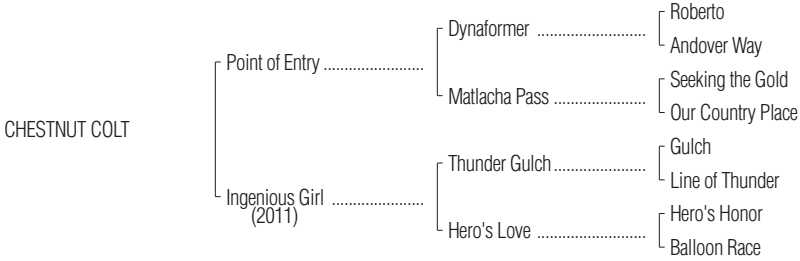 Roberto
Dynaformer ..........................
Andover Way
Point of Entry ........................
Seeking the Gold
Matlacha Pass ......................
Our Country Place
CHESTNUT COLT
Gulch
Thunder Gulch......................
Line of Thunder
Ingenious Girl ......................
(2011)
Hero's Honor
Hero's Love ..........................
Balloon Race